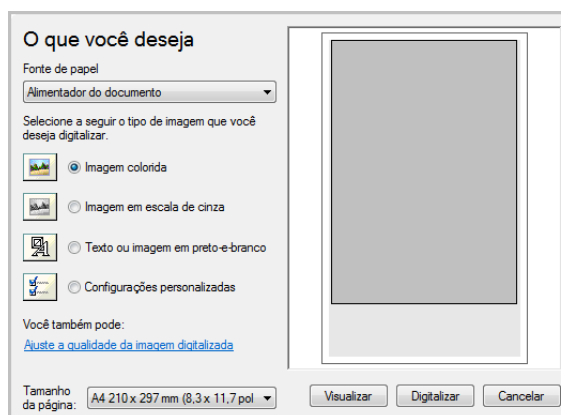 O que você deseja
Fonte de papel
Alimentador do documento
Selecione a seguir o tipo de imagem que você
deseja digitalizar.
Imagem colorida
Imagem em escala de cinza
Texto ou imagem em preto-e-branco
Configurações personalizadas
Você também pode:
Ajuste a qualidade da imagem digitalizada
Tamanho
da página:
A4 210 x 297 mm (8,3 x 11,7 pol
Visualizar
Digitalizar
Cancelar